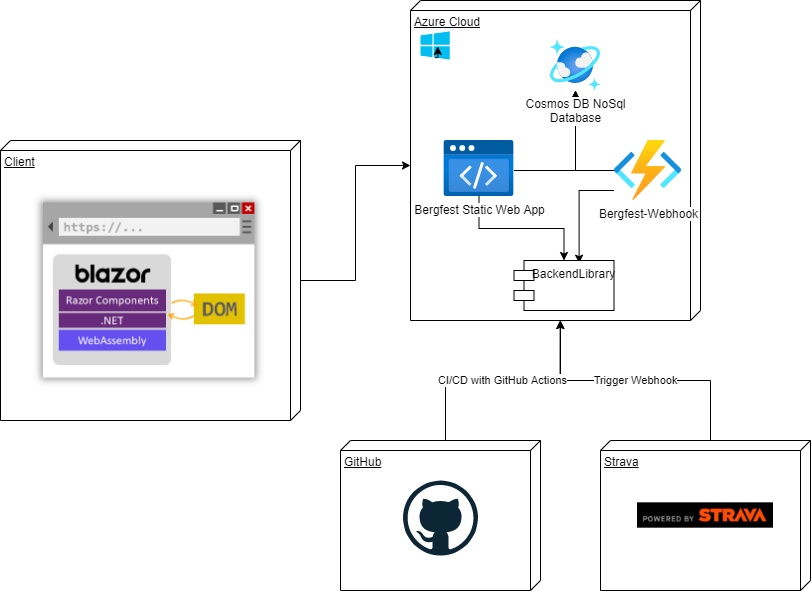 Azure Cloud
Cosmos DB NoSql
Database
Bergfest Static Web App
Bergfest-Webhook
BackendLibrary
Client
https://...
blazor
Razor Components
.NET
WebAssembly
DOM
CI/CD with GitHub Actions
Trigger Webhook
GitHub
Strava
POWERED BY STRAVA